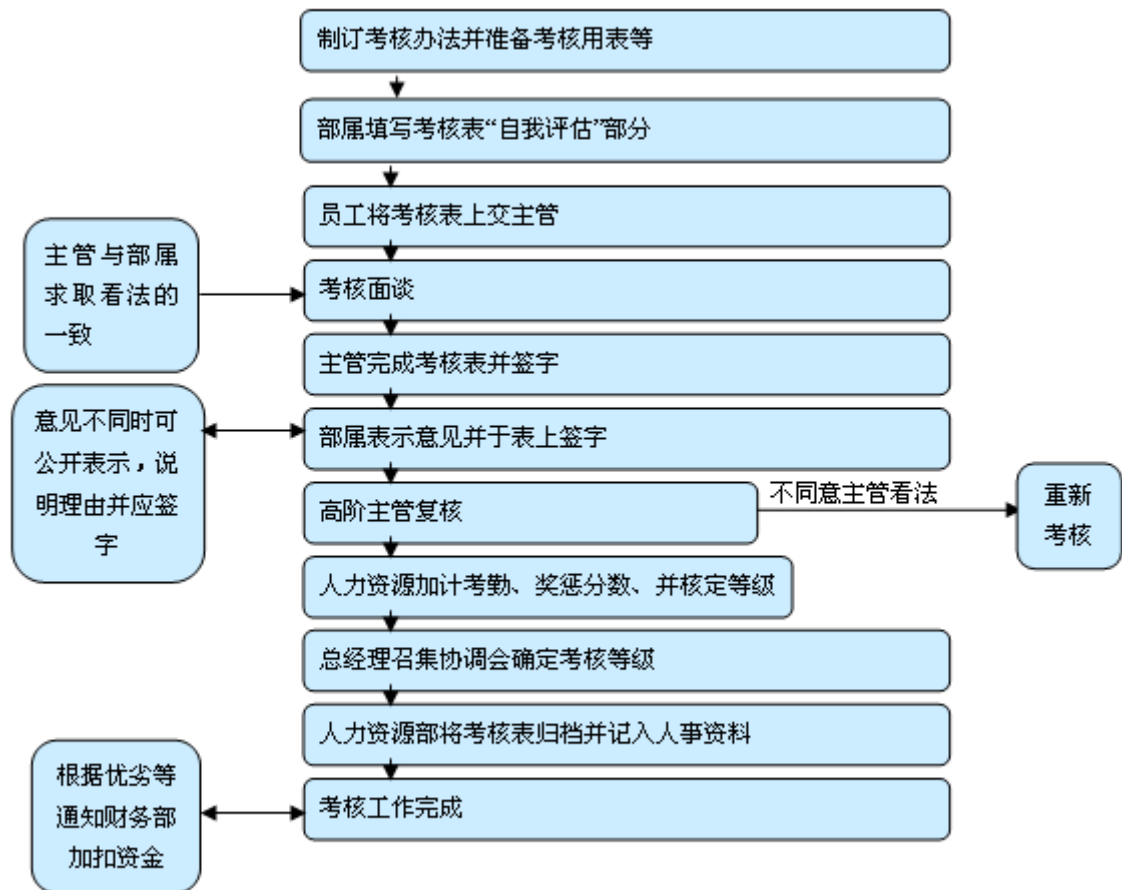 制订考核办法并准备考核用表等
部属填写考核表“自我评估”部分
员工将考核表上交主管
主管与部属
求取看法的
一致
考核面谈
主管完成考核表并签字
意见不同时可
公开表示，说
明理由并应签
字
部属表示意见并于表上签字
高阶主管复核
不同意主管看法
重新
考核
人力资源加计考勤、奖惩分数、并核定等级
总经理召集协调会确定考核等级
人力资源部将考核表归档并记入人事资料
根据优劣等
通知财务部
加扣资金
考核工作完成